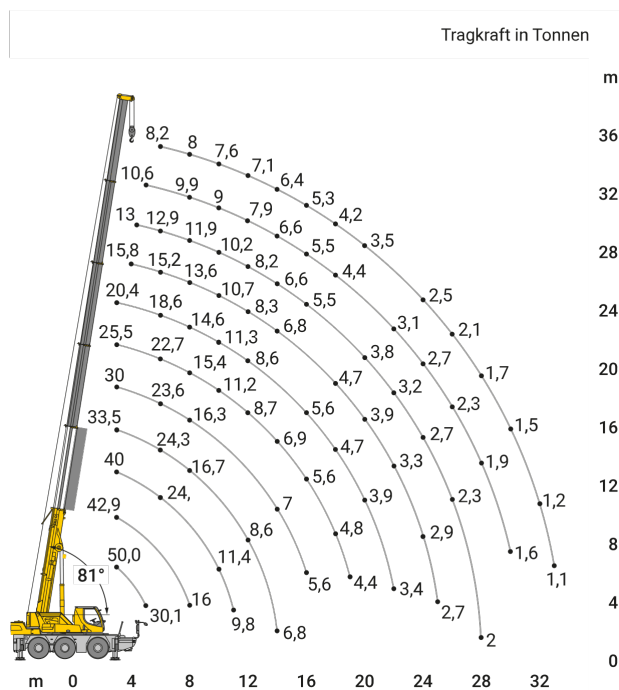 Tragkraft in Tonnen
m
36
8,2 8 7,6 7,1 6,4 5,3 4,2 3,5 2,5 2,1 1,7 1,5 1,2 1,1
32
10,6 9,9 9 7,9 6,6 5,5 4,4 3,1 2,7 2,3 1,9 1,6
28
13 12,9 11,9 10,2 8,2 6,6 5,5 3,8 3,2 2,7 2,3 2
24
15,8 15,2 13,6 10,7 8,3 6,8 4,7 3,9 3,3 2,9 2,7
20
20,4 18,6 14,6 11,3 8,6 5,6 4,7 3,9 3,4
25,5 22,7 15,4 11,2 8,7 6,9 5,6 4,8 4,4
16
30 23,6 16,3 7 5,6
33,5 24,3 16,7 8,6 6,8
12
40 24, 11,4 9,8
42,9 16
8
50,0 30,1
81°
4
0
m 0 4 8 12 16 20 24 28 32